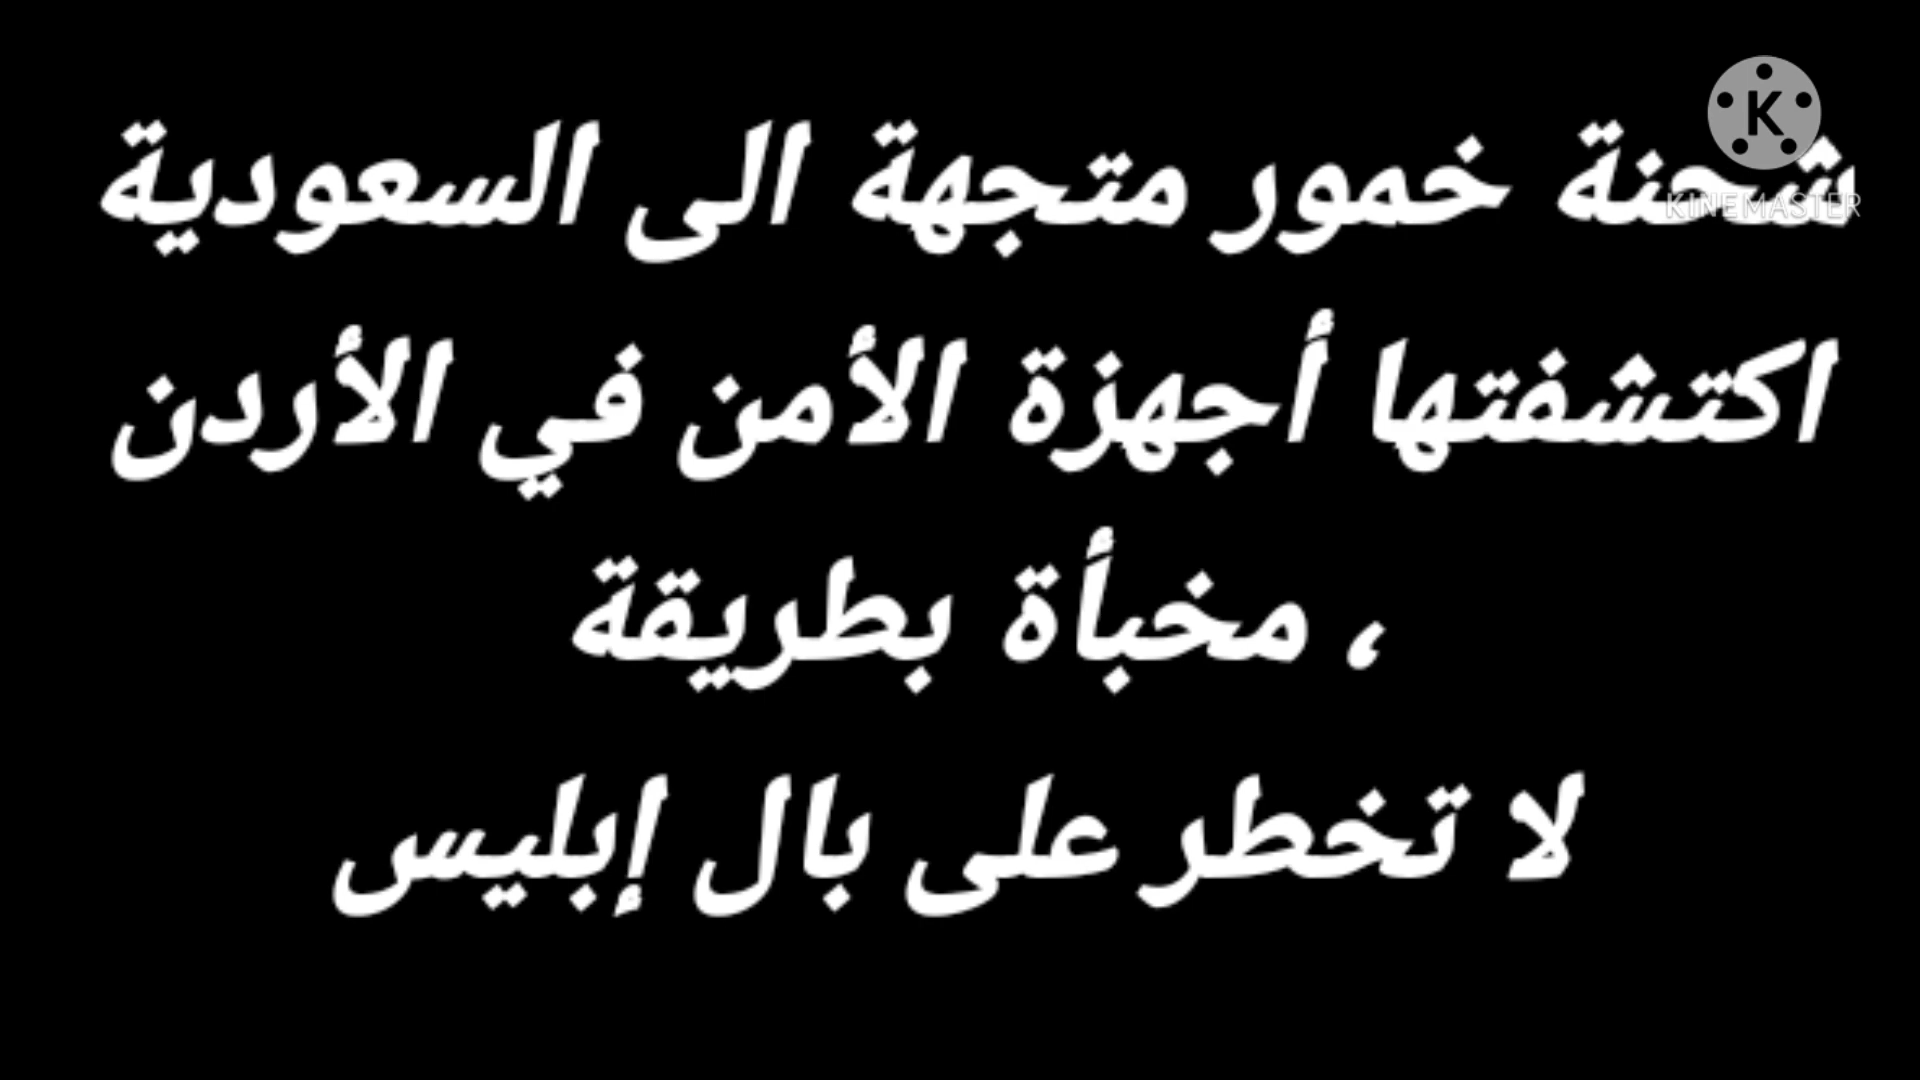 شحنة خمور متجهة الى السعودية
اكتشفتها أجهزة الأمن في الأردن
، مخبأة بطريقة
لا تخطر على بال إبليس
K
KINEMASTER